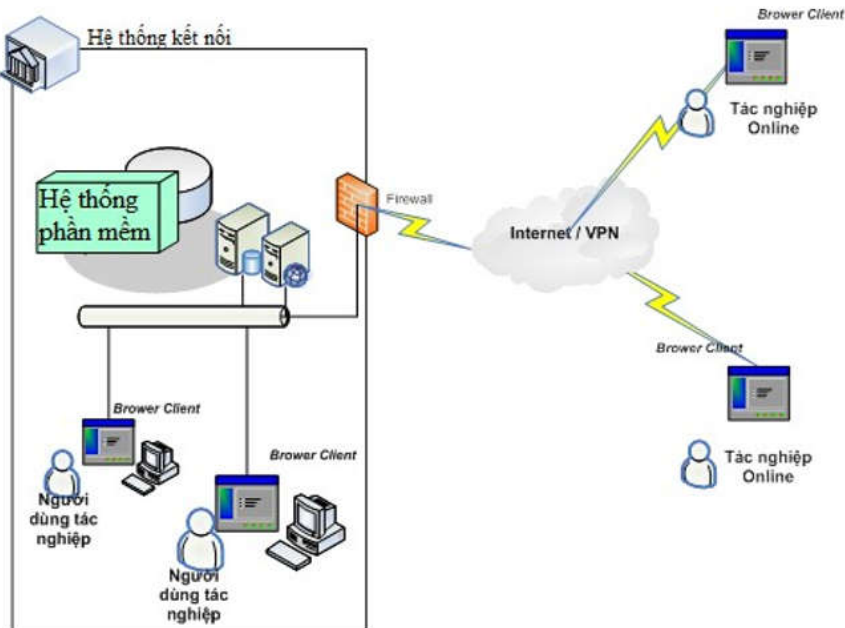 Brower Client
Hệ thống kết nối
Tác nghiệp
Online
Hệ thống
phần mềm
Firewall
Internet / VPN
Brower Client
Brower Client
Brower Client
Tác nghiệp
Online
Người
dùng tác
nghiệp
Người
dùng tác
nghiệp